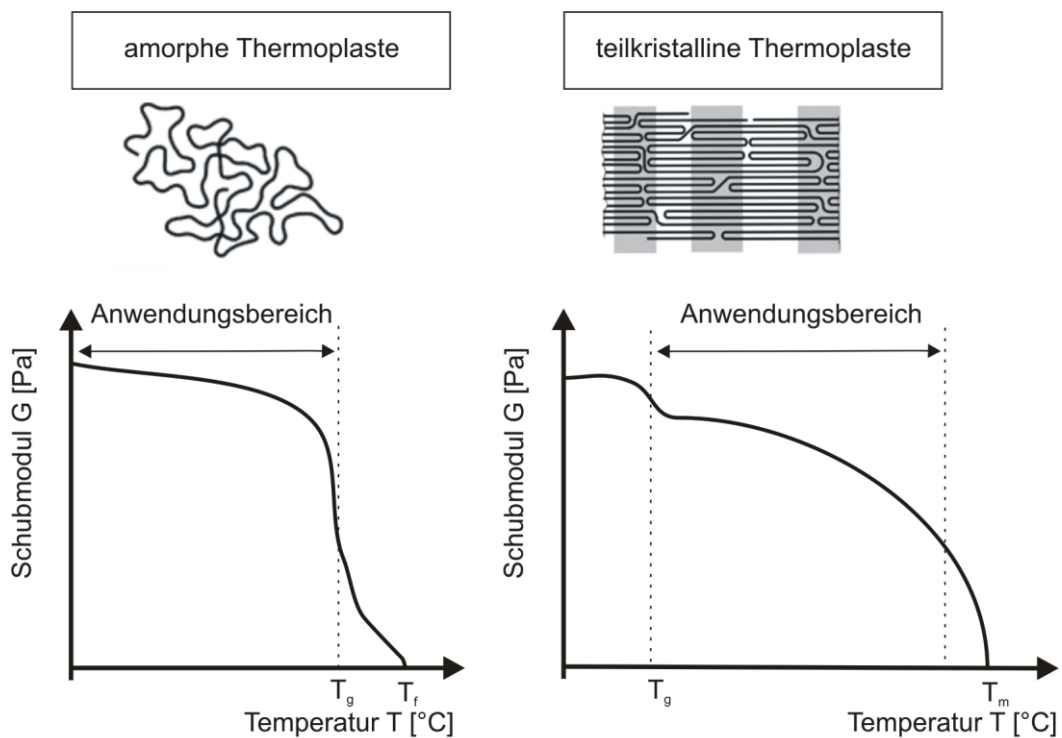 amorphe Thermoplaste
teilkristalline Thermoplaste
Anwendungsbereich
Schubmodul G [Pa]
T_g
T_f
Temperatur T [°C]
Anwendungsbereich
Schubmodul G [Pa]
T_g
T_m
Temperatur T [°C]